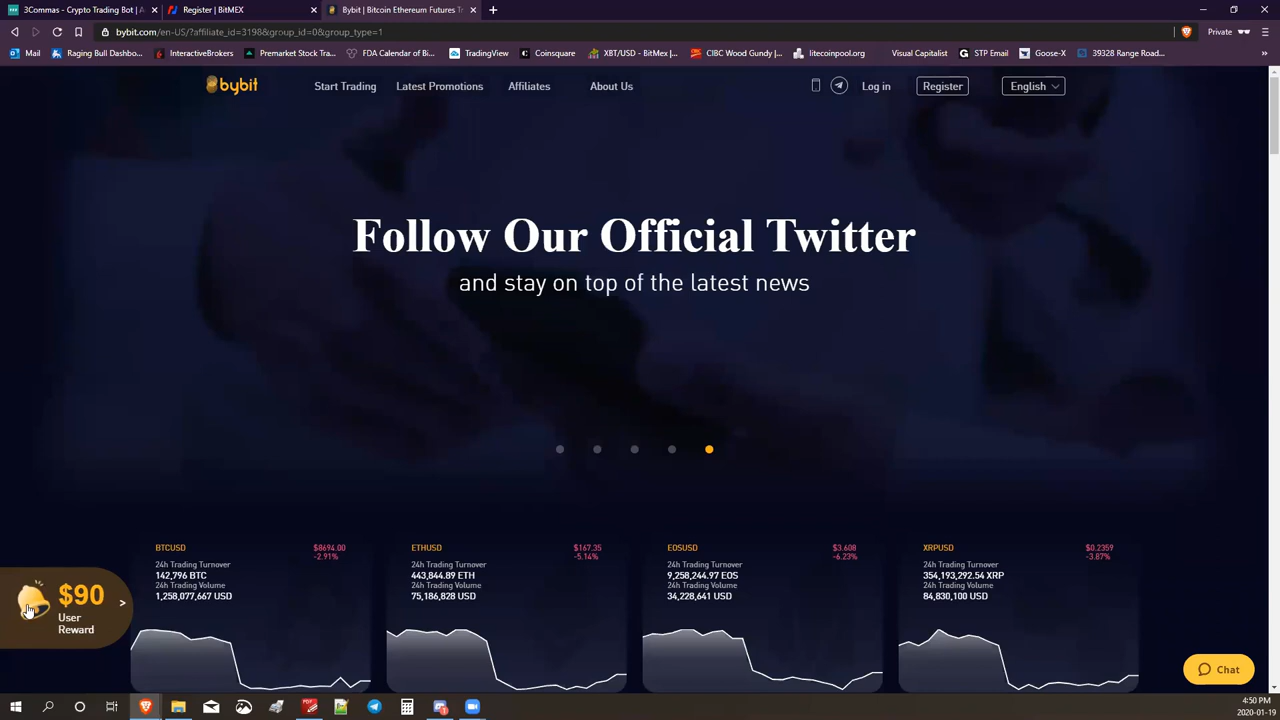 3Commas - Crypto Trading Bot | A
Register | BitMEX
Bybit | Bitcoin Ethereum Futures T
bybit.com/en-US/?affiliate_id=3198&group_id=0&group_type=1
Private
Mail
Raging Bull Dashbo...
InteractiveBrokers
Premarket Stock Tra...
FDA Calendar of Bi...
TradingView
Coinsquare
XBT/USD - BitMex |...
CIBC Wood Gundy |...
litecoinpool.org
Visual Capitalist
STP Email
Goose-X
39328 Range Road...
bybit
Start Trading
Latest Promotions
Affiliates
About Us
Log in
Register
English
Follow Our Official Twitter
and stay on top of the latest news
BTCUSD
$8694.00
-2.91%
24h Trading Turnover
142,796 BTC
24h Trading Volume
1,258,077,667 USD
ETHUSD
$167.35
-5.14%
24h Trading Turnover
443,844.89 ETH
24h Trading Volume
75,186,828 USD
EOSUSD
$3.608
-6.23%
24h Trading Turnover
9,258,244.97 EOS
24h Trading Volume
34,228,641 USD
XRPUSD
$0.2359
-3.87%
24h Trading Turnover
354,193,292.54 XRP
24h Trading Volume
84,830,100 USD
$90
User
Reward
>
Chat
4:50 PM
2020-01-19